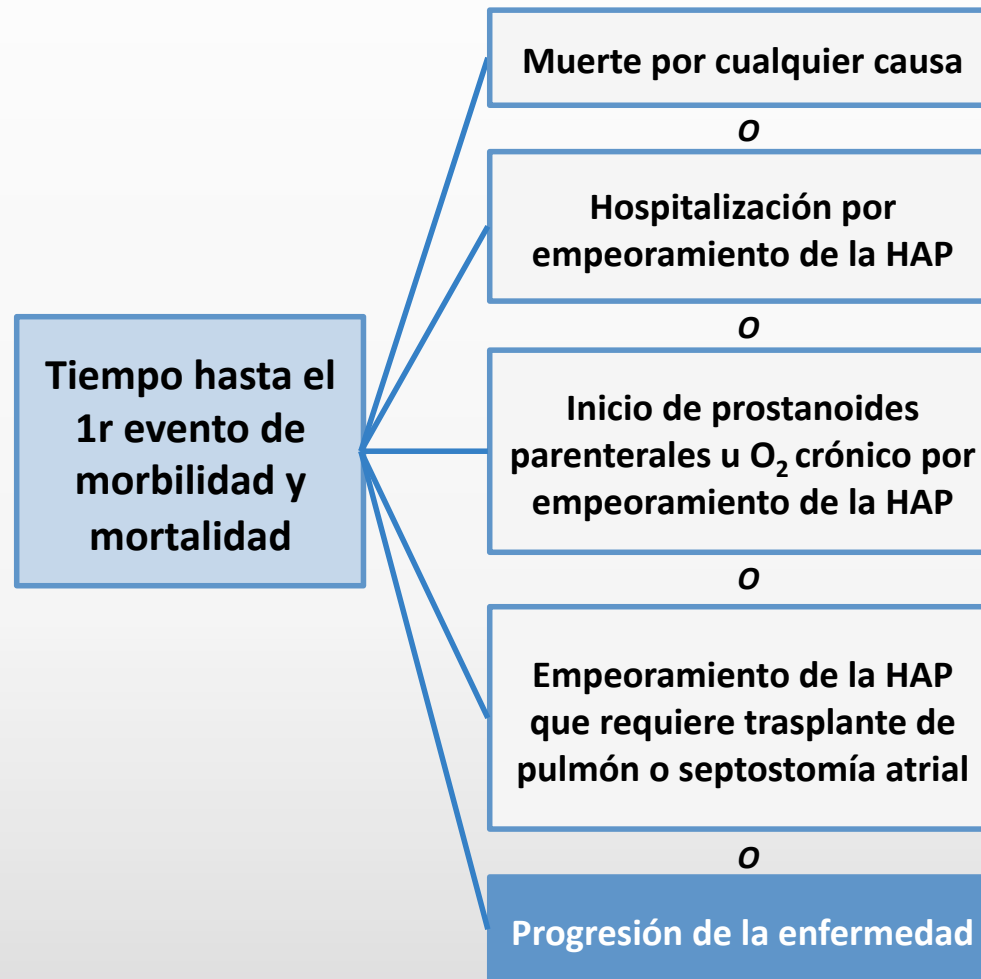 Muerte por cualquier causa
O
Hospitalización por
empeoramiento de la HAP
O
Tiempo hasta el
1r evento de
morbilidad y
mortalidad
Inicio de prostanoides
parenterales u O₂ crónico por
empeoramiento de la HAP
O
Empeoramiento de la HAP
que requiere trasplante de
pulmón o septostomía atrial
O
Progresión de la enfermedad